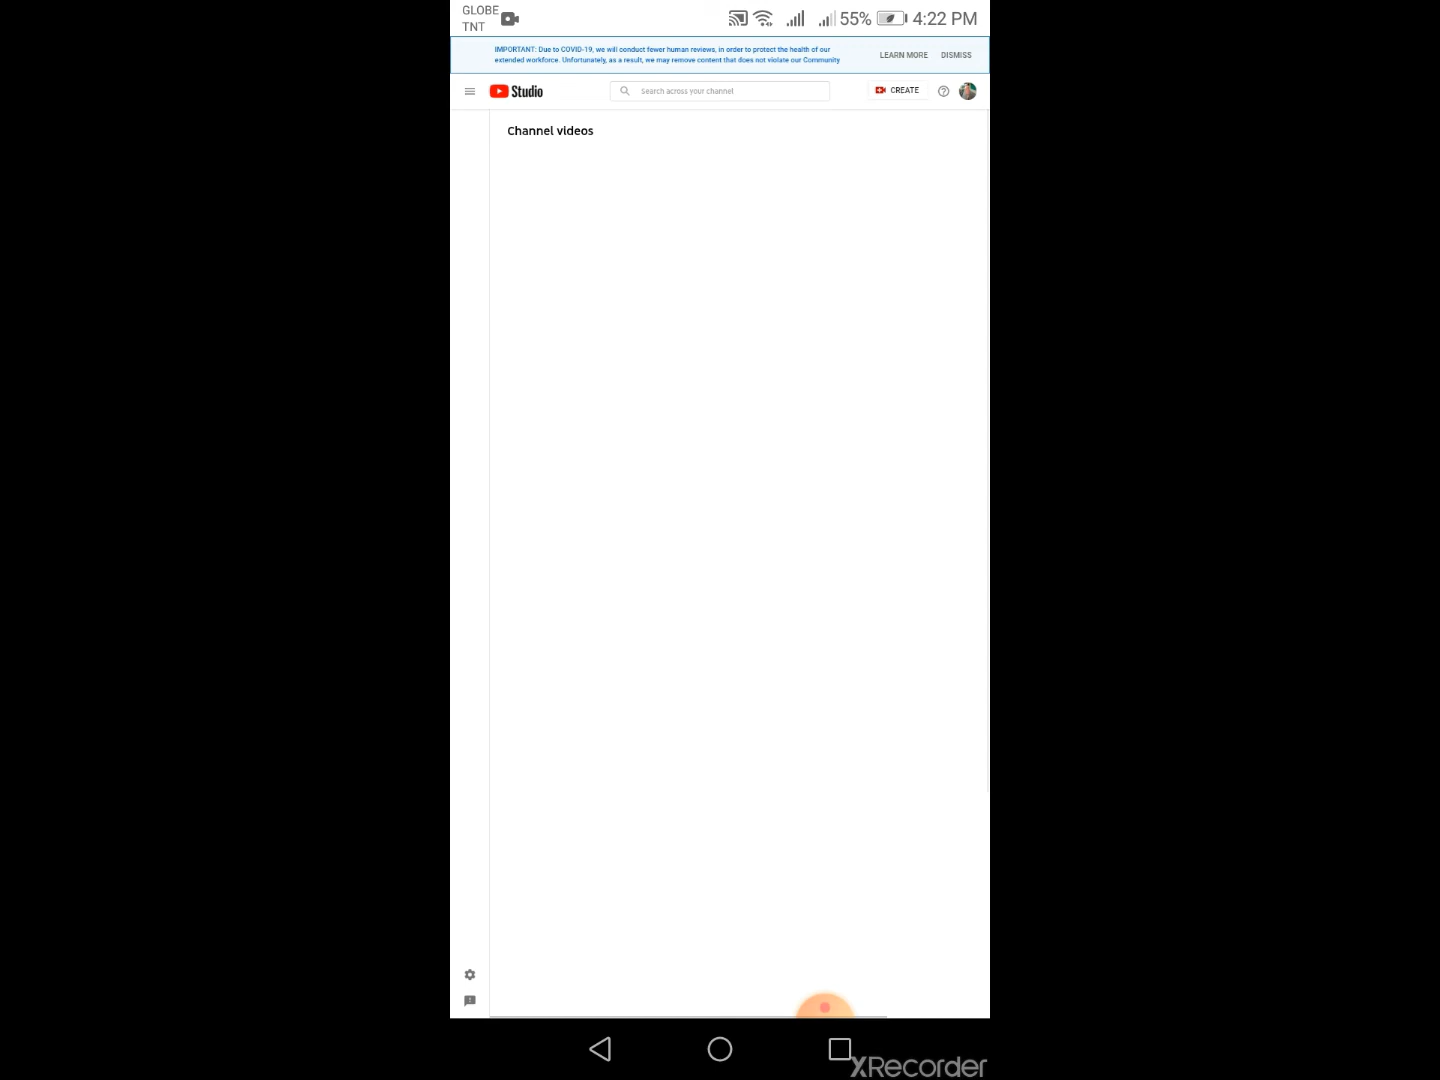 GLOBE
TNT
55% 4:22 PM
IMPORTANT: Due to COVID-19, we will conduct fewer human reviews, in order to protect the health of our
extended workforce. Unfortunately, as a result, we may remove content that does not violate our Community
LEARN MORE DISMISS
Studio
Search across your channel
CREATE
Channel videos
XRecorder